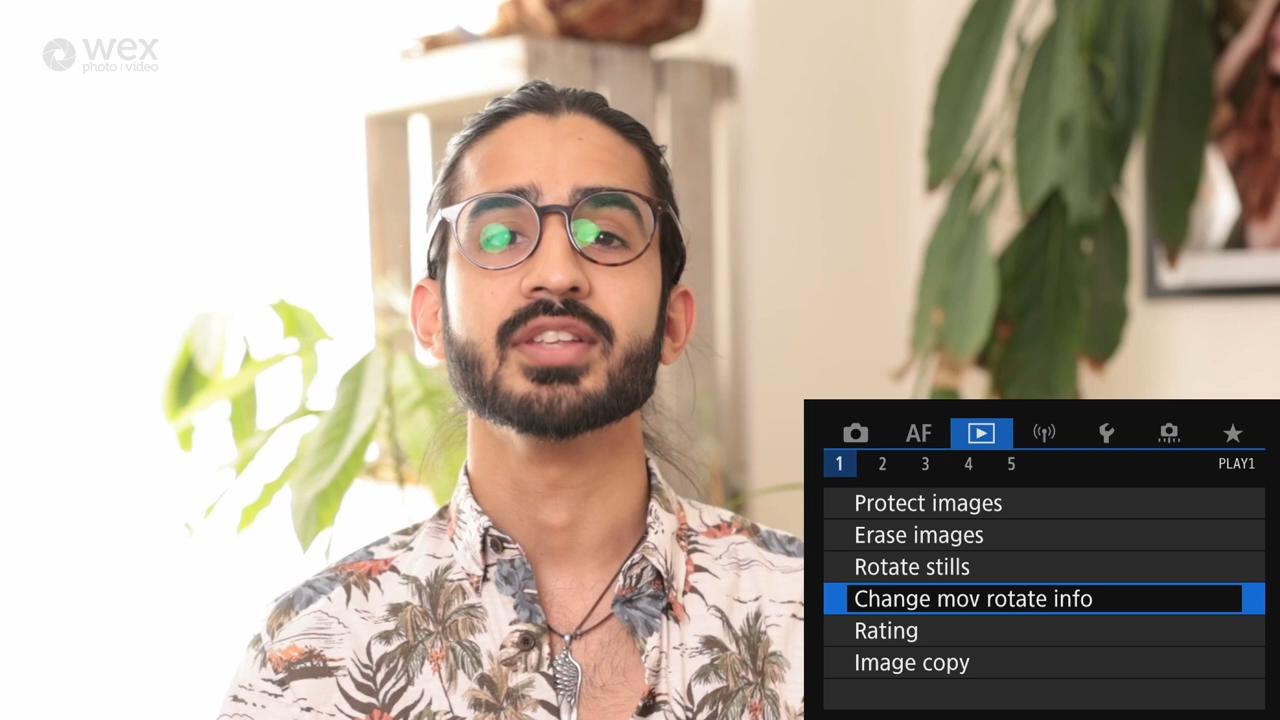 wex
photo | video
AF
1 2 3 4 5 PLAY1
Protect images
Erase images
Rotate stills
Change mov rotate info
Rating
Image copy